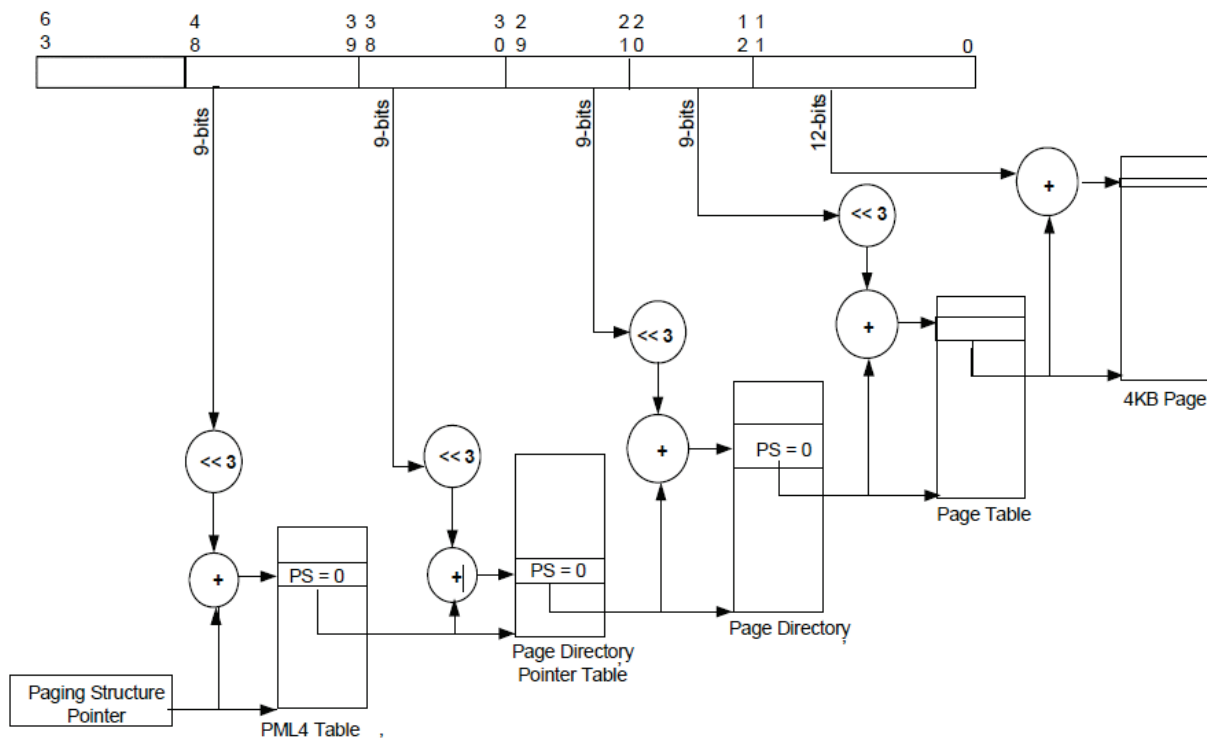 6 4 3 3 3 2 2 2 1 1
3 8 9 8 0 9 1 0 2 1 0
9-bits
9-bits
9-bits
9-bits
12-bits
+
<< 3
+
<< 3
4KB Page
<< 3
+
PS = 0
Page Table
<< 3
+
PS = 0
+
PS = 0
Page Directory,
Page Directory,
Pointer Table
Paging Structure
Pointer
PML4 Table ,